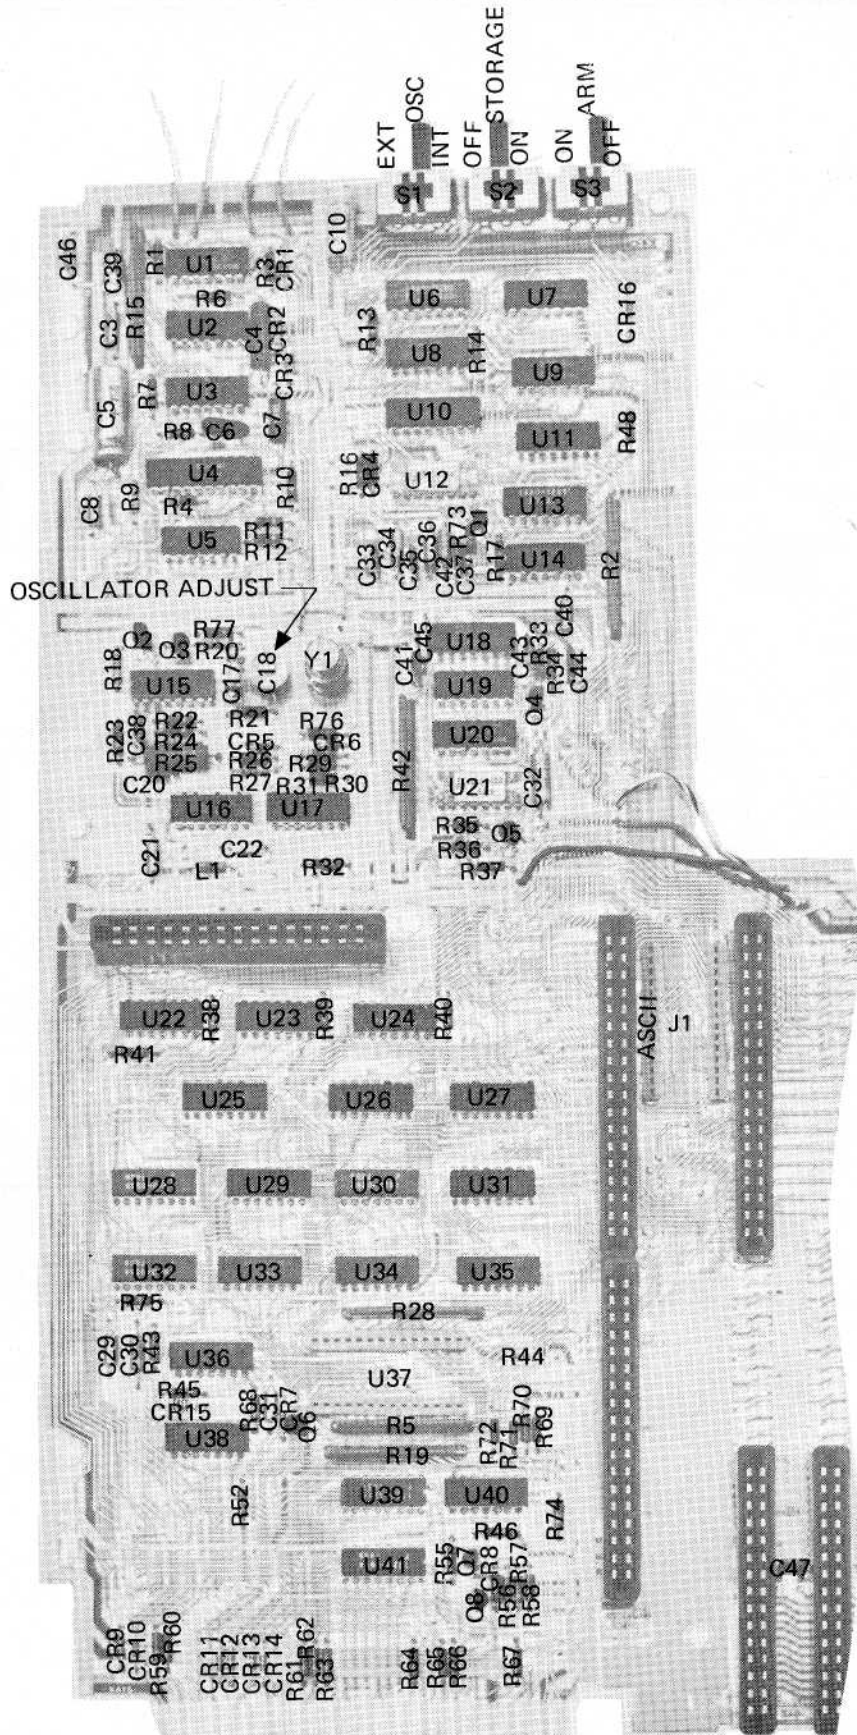 EXT OSC INT
OFF STORAGE ON
ON ARM OFF
S1 S2 S3
C46 C39 R1 U1 R3 CR1 C10
C3 R15 R6 U2 C4 CR2 R13 U6 U7 CR16
U8 R14 U9
C5 R7 U3 CR3 U10
R8 C6 C7 U11 R48
U4 R10 R16 CR4 U12
C8 R9 R4 U13
U5 R11 R12 C33 C34 C35 C36 C42 C37 R73 Q1 R17 U14 R2
OSCILLATOR ADJUST
Q2 Q3 R77 R20 U18 C40
R18 U15 C17 C18 Y1 C41 C45 U19 C43 R33 R34 C44
R22 R21 R76 Q4
R23 C38 R24 CR5 CR6 U20
R25 R26 R29 R42
C20 R27 R31 R30 U21 C32
U16 U17 R35 Q5
C21 C22 R36
L1 R32 R37
U22 R38 U23 R39 U24 R40 ASCII J1
R41
U25 U26 U27
U28 U29 U30 U31
U32 U33 U34 U35
R75 R28
C29 C30 R43 U36 U37 R44
R45 R68 C31 CR7
CR15 Q6 R5 R72 R71 R70 R69
U38 R19
R52 U39 U40 R74
R46
U41 R55 Q7 CR8 R57 C47
Q8 R56 R58
CR9 CR10 R59 R60 CR11 CR12 CR13 CR14 R61 R62 R63 R64 R65 R66 R67